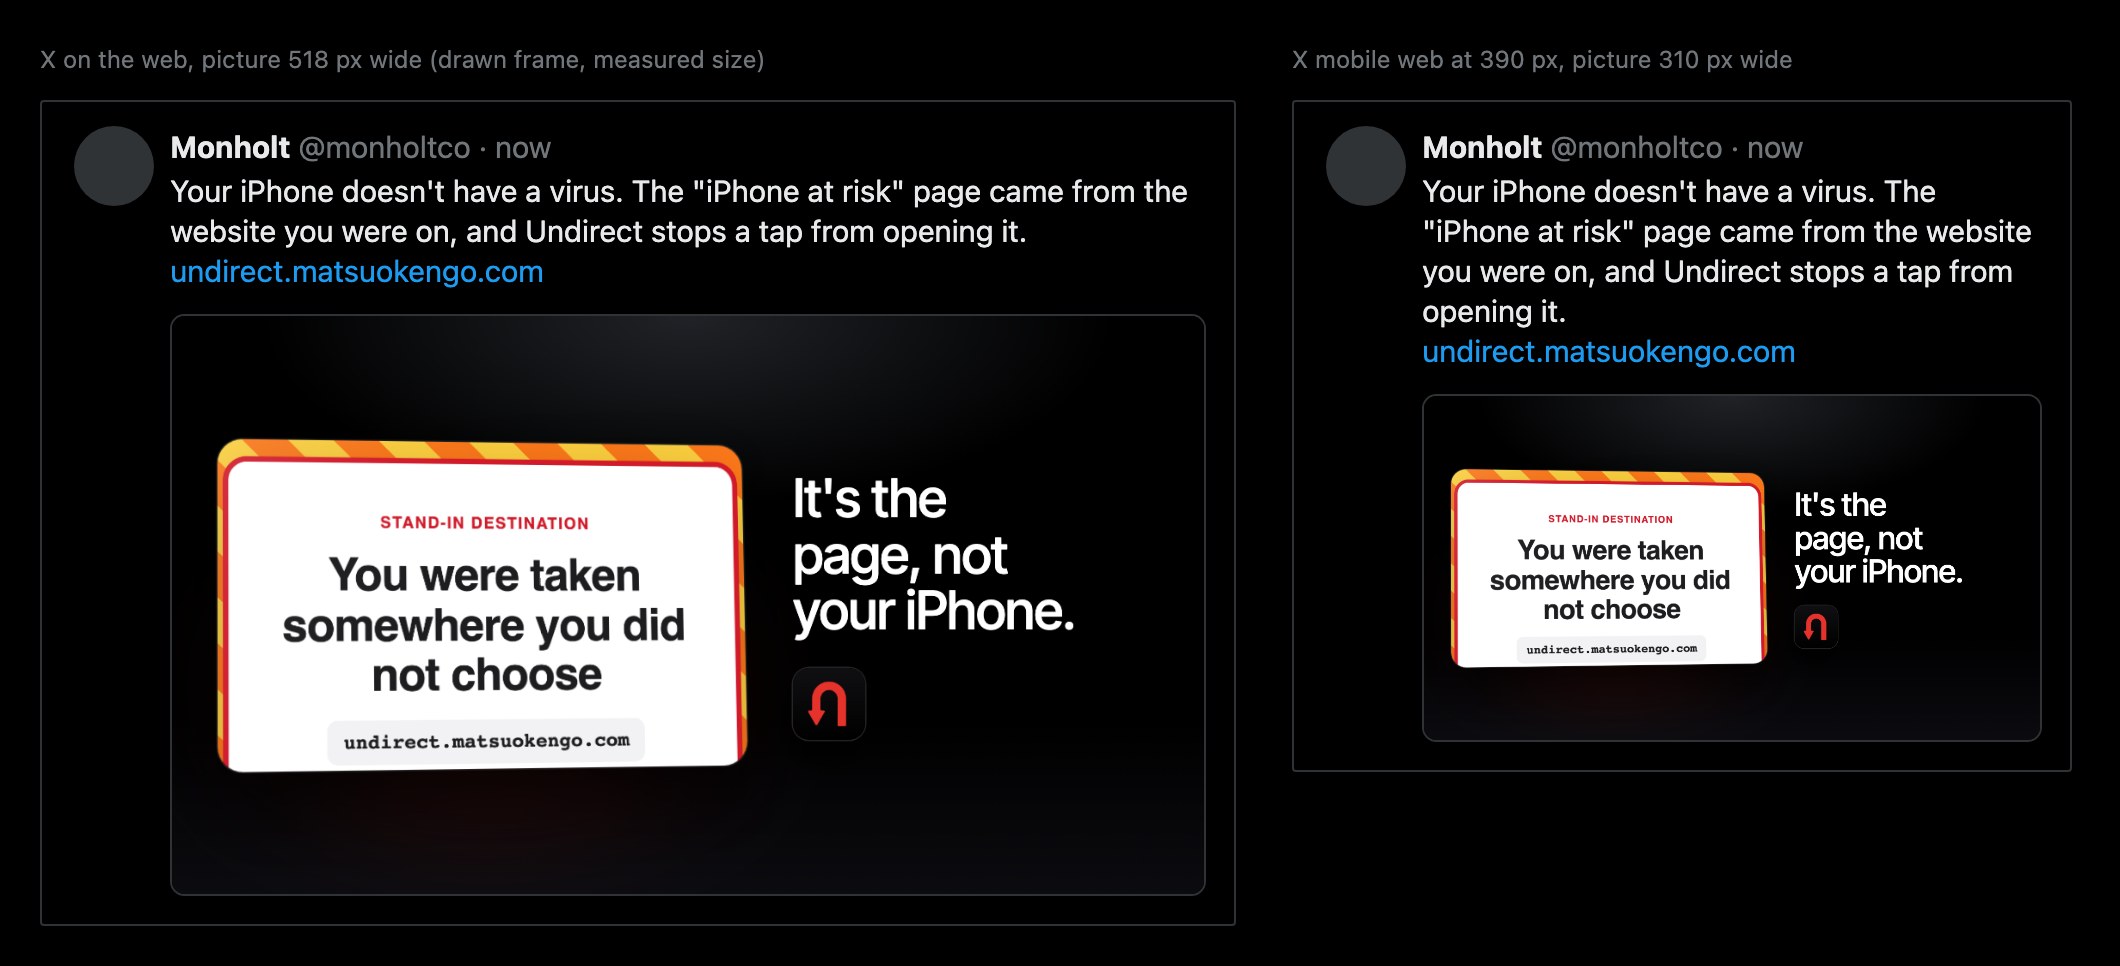 X on the web, picture 518 px wide (drawn frame, measured size)
Monholt @monholtco · now
Your iPhone doesn't have a virus. The "iPhone at risk" page came from the
website you were on, and Undirect stops a tap from opening it.
undirect.matsuokengo.com
STAND-IN DESTINATION
You were taken
somewhere you did
not choose
undirect.matsuokengo.com
It's the
page, not
your iPhone.
X mobile web at 390 px, picture 310 px wide
Monholt @monholtco · now
Your iPhone doesn't have a virus. The
"iPhone at risk" page came from the website
you were on, and Undirect stops a tap from
opening it.
undirect.matsuokengo.com
STAND-IN DESTINATION
You were taken
somewhere you did
not choose
undirect.matsuokengo.com
It's the
page, not
your iPhone.